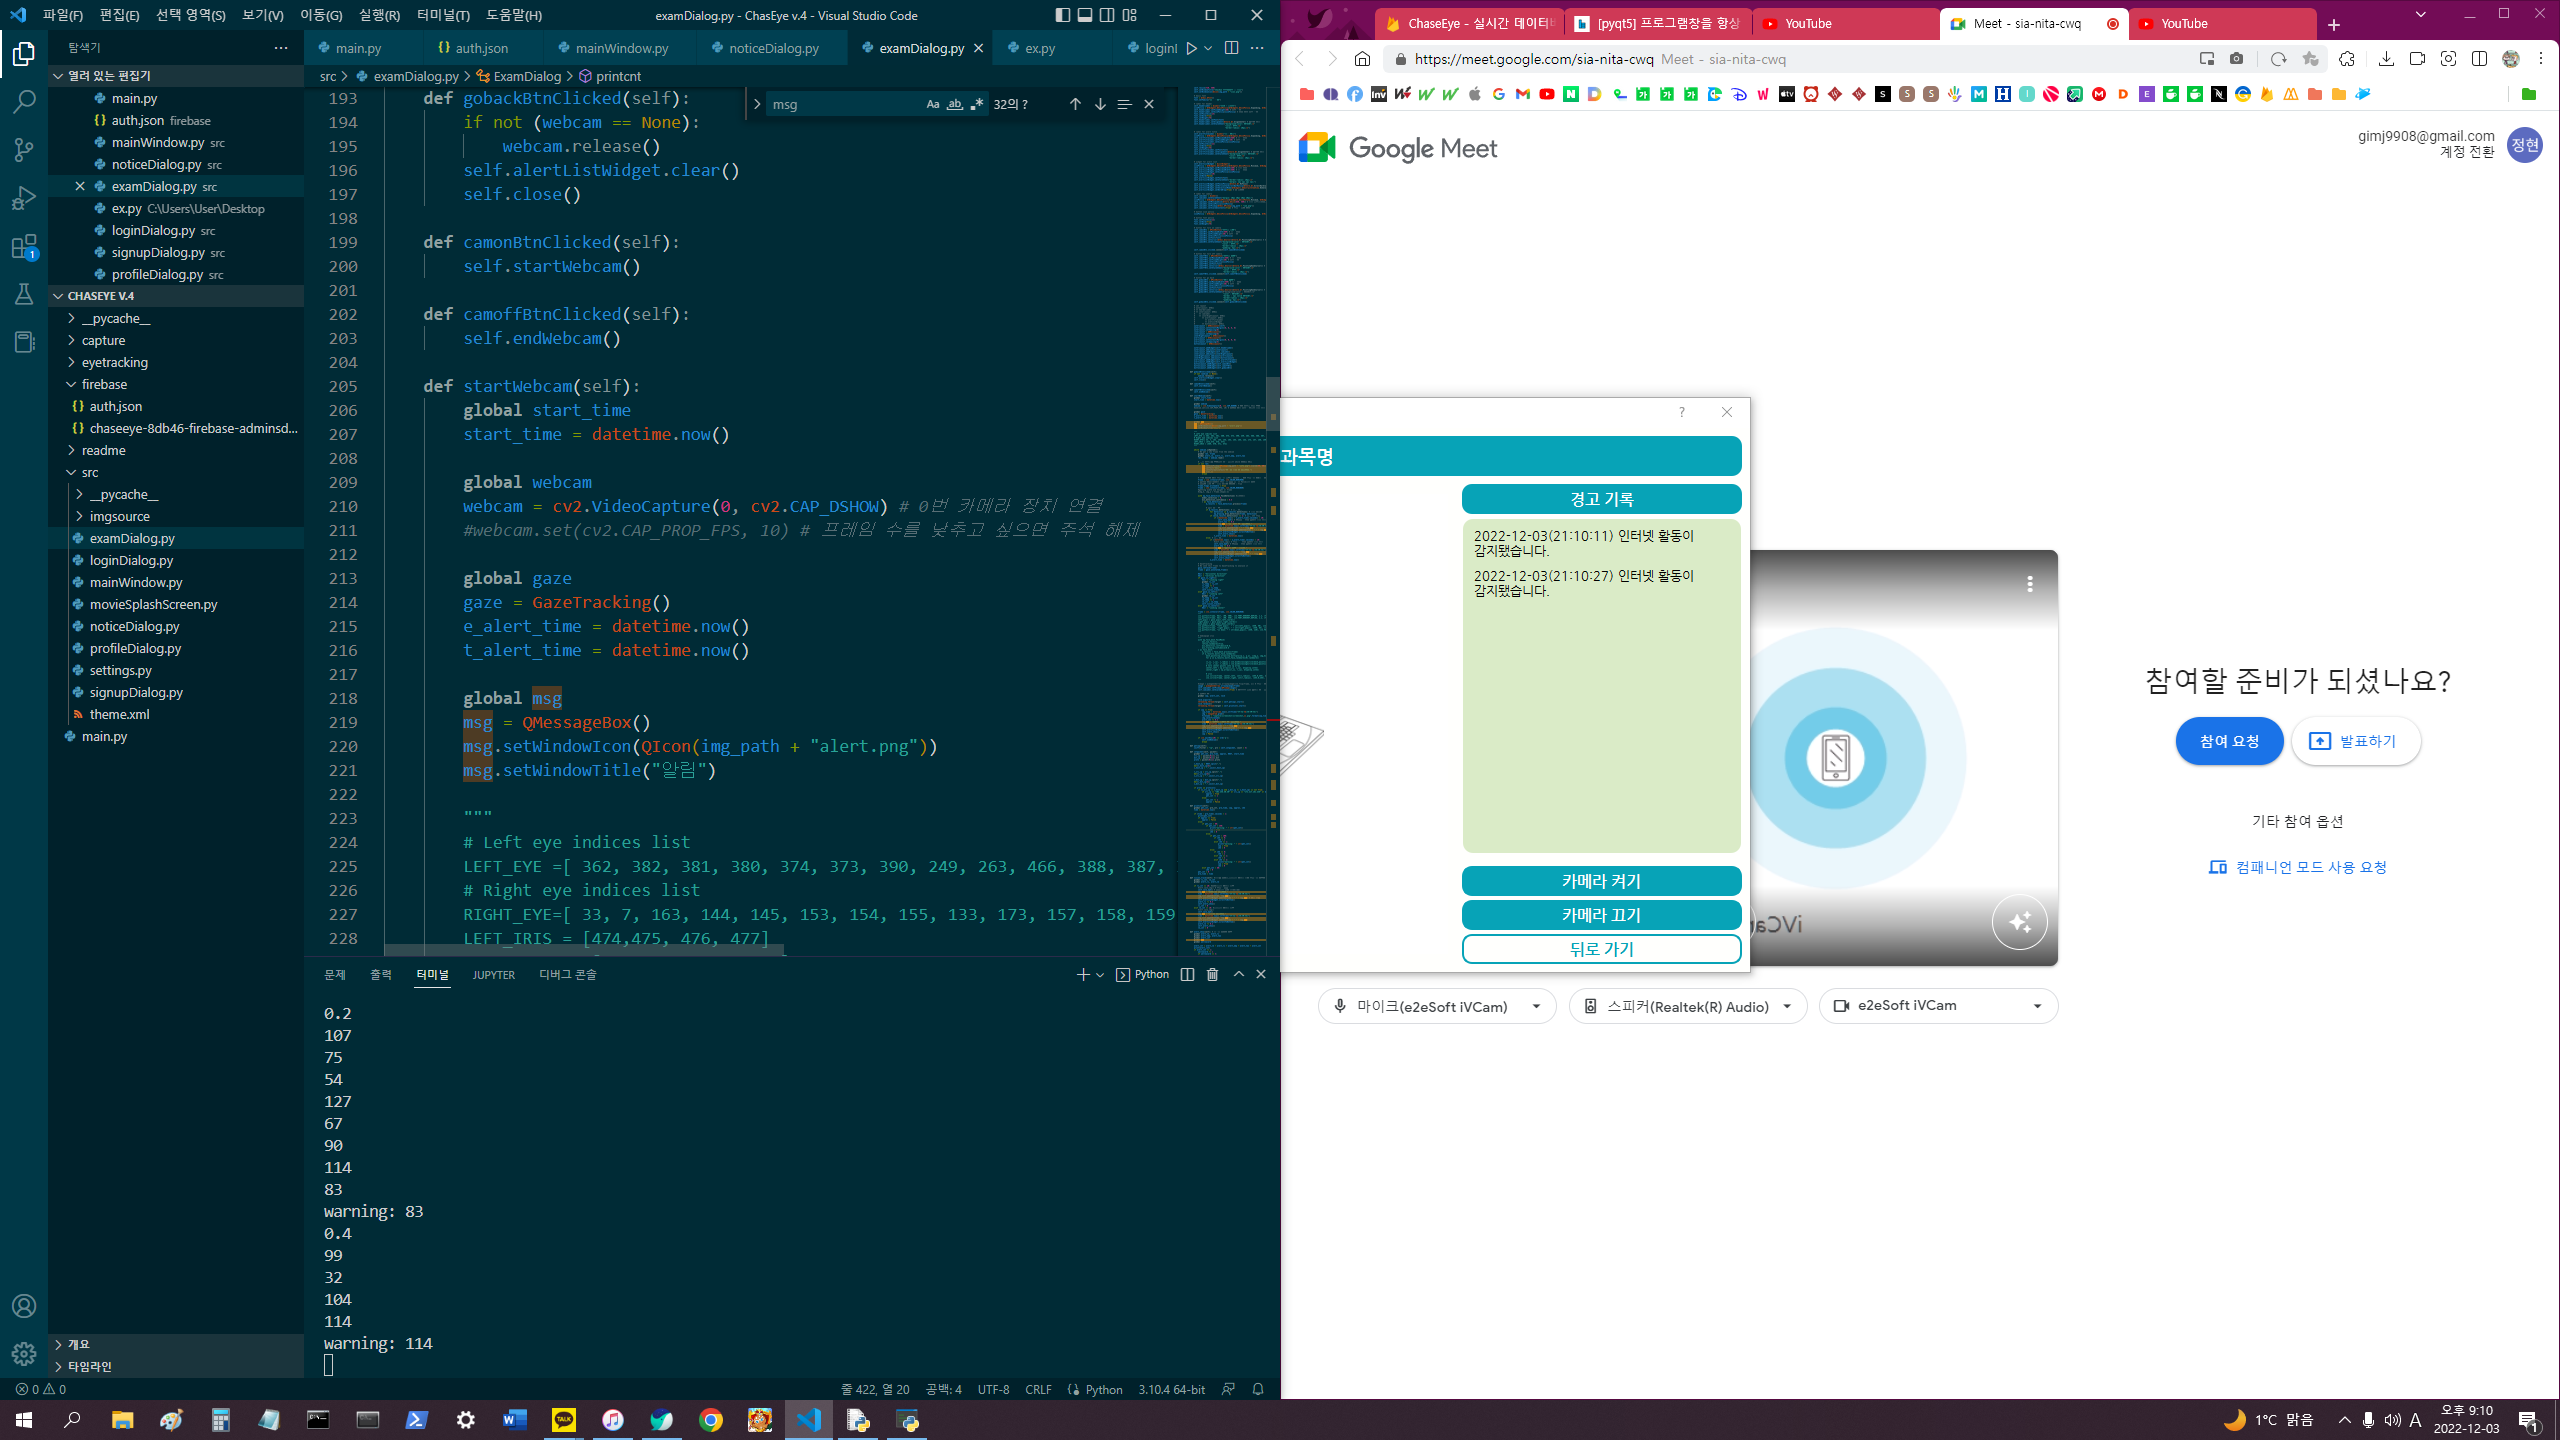 파일(F) 편집(E) 선택 영역(S) 보기(V) 이동(G) 실행(R) 터미널(T) 도움말(H)
examDialog.py - ChasEye v.4 - Visual Studio Code
탐색기
열려 있는 편집기
main.py
auth.json firebase
mainWindow.py src
noticeDialog.py src
examDialog.py src
ex.py C:\Users\User\Desktop
loginDialog.py src
signupDialog.py src
profileDialog.py src
CHASEYE V.4
__pycache__
capture
eyetracking
firebase
auth.json
chaseeye-8db46-firebase-adminsd...
readme
src
__pycache__
imgsource
examDialog.py
loginDialog.py
mainWindow.py
movieSplashScreen.py
noticeDialog.py
profileDialog.py
settings.py
signupDialog.py
theme.xml
main.py
개요
타임라인
main.py auth.json mainWindow.py noticeDialog.py examDialog.py ex.py loginI
src > examDialog.py > ExamDialog > printcnt
msg Aa ab 32의 ?
193 def gobackBtnClicked(self):
194 if not (webcam == None):
195 webcam.release()
196 self.alertListWidget.clear()
197 self.close()
198
199 def camonBtnClicked(self):
200 self.startWebcam()
201
202 def camoffBtnClicked(self):
203 self.endWebcam()
204
205 def startWebcam(self):
206 global start_time
207 start_time = datetime.now()
208
209 global webcam
210 webcam = cv2.VideoCapture(0, cv2.CAP_DSHOW) # 0번 카메라 장치 연결
211 #webcam.set(cv2.CAP_PROP_FPS, 10) # 프레임 수를 낮추고 싶으면 주석 해제
212
213 global gaze
214 gaze = GazeTracking()
215 e_alert_time = datetime.now()
216 t_alert_time = datetime.now()
217
218 global msg
219 msg = QMessageBox()
220 msg.setWindowIcon(QIcon(img_path + "alert.png"))
221 msg.setWindowTitle("알림")
222
223 """
224 # Left eye indices list
225 LEFT_EYE =[ 362, 382, 381, 380, 374, 373, 390, 249, 263, 466, 388, 387,
226 # Right eye indices list
227 RIGHT_EYE=[ 33, 7, 163, 144, 145, 153, 154, 155, 133, 173, 157, 158, 159
228 LEFT_IRIS = [474,475, 476, 477]
문제 출력 터미널 JUPYTER 디버그 콘솔
Python
0.2
107
75
54
127
67
90
114
83
warning: 83
0.4
99
32
104
114
warning: 114
0 0
줄 422, 열 20 공백: 4 UTF-8 CRLF Python 3.10.4 64-bit
ChaseEye - 실시간 데이터
[pyqt5] 프로그램창을 항상
YouTube
Meet - sia-nita-cwq
YouTube
https://meet.google.com/sia-nita-cwq Meet - sia-nita-cwq
Google Meet
gimj9908@gmail.com
계정 전환
정현
과목명
경고 기록
2022-12-03(21:10:11) 인터넷 활동이
감지됐습니다.
2022-12-03(21:10:27) 인터넷 활동이
감지됐습니다.
카메라 켜기
카메라 끄기
뒤로 가기
참여할 준비가 되셨나요?
참여 요청
발표하기
기타 참여 옵션
컴패니언 모드 사용 요청
마이크(e2eSoft iVCam)
스피커(Realtek(R) Audio)
e2eSoft iVCam
1°C 맑음
A
오후 9:10
2022-12-03
1